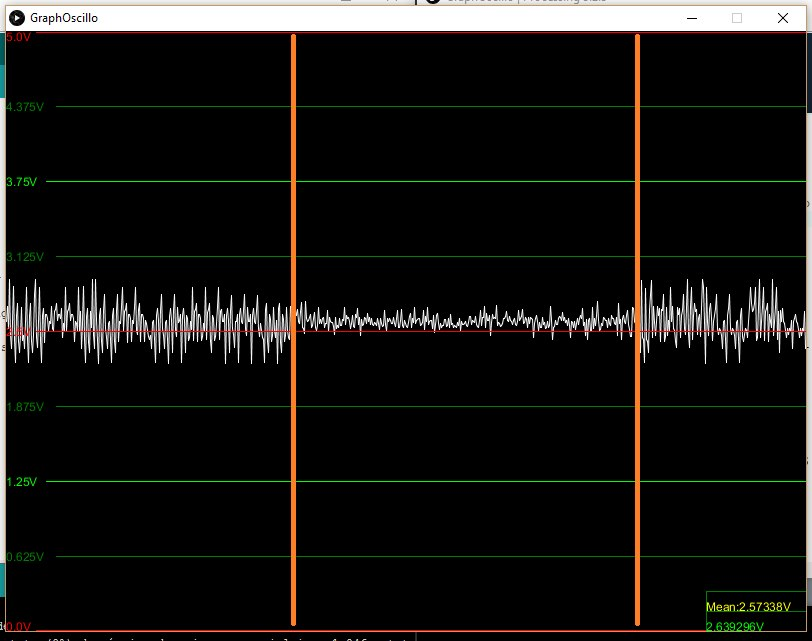 GraphOscillo
5.0V
4.375V
3.75V
3.125V
1.875V
1.25V
0.625V
0.0V
Mean:2.57338V
2.639296V